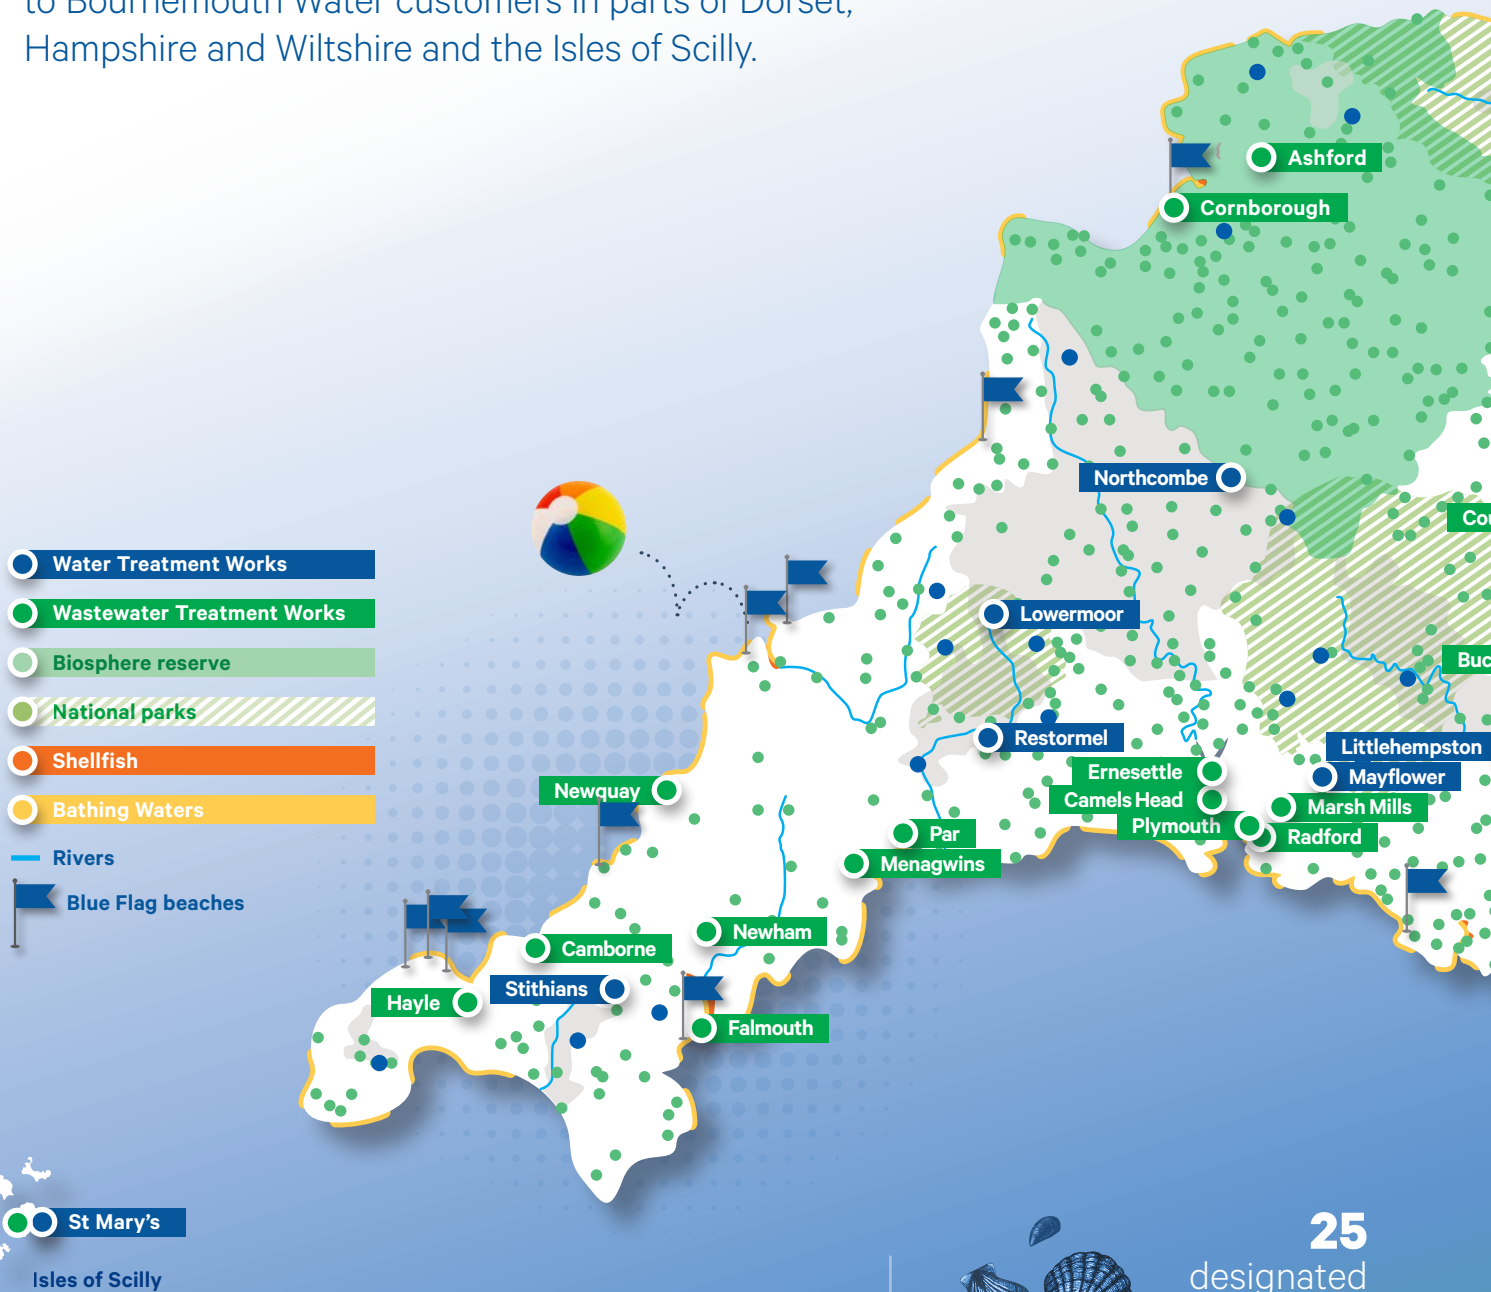 to Bournemouth Water customers in parts of Dorset,
Hampshire and Wiltshire and the Isles of Scilly.
Ashford
Cornborough
Northcombe
Water Treatment Works
Wastewater Treatment Works
Biosphere reserve
National parks
Shellfish
Bathing Waters
Rivers
Blue Flag beaches
Lowermoor
Restormel
Littlehempston
Ernesettle
Mayflower
Newquay
Camels Head
Marsh Mills
Plymouth
Par
Radford
Menagwins
Newham
Camborne
Stithians
Hayle
Falmouth
St Mary's
Isles of Scilly
25
designated